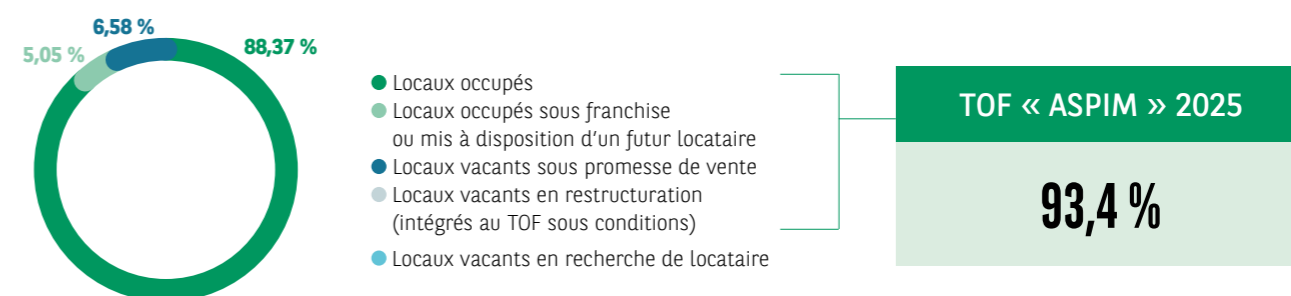 6,58 %
5,05 %
88,37 %
Locaux occupés
Locaux occupés sous franchise
ou mis à disposition d'un futur locataire
Locaux vacants sous promesse de vente
Locaux vacants en restructuration
(intégrés au TOF sous conditions)
Locaux vacants en recherche de locataire
TOF « ASPIM » 2025
93,4 %